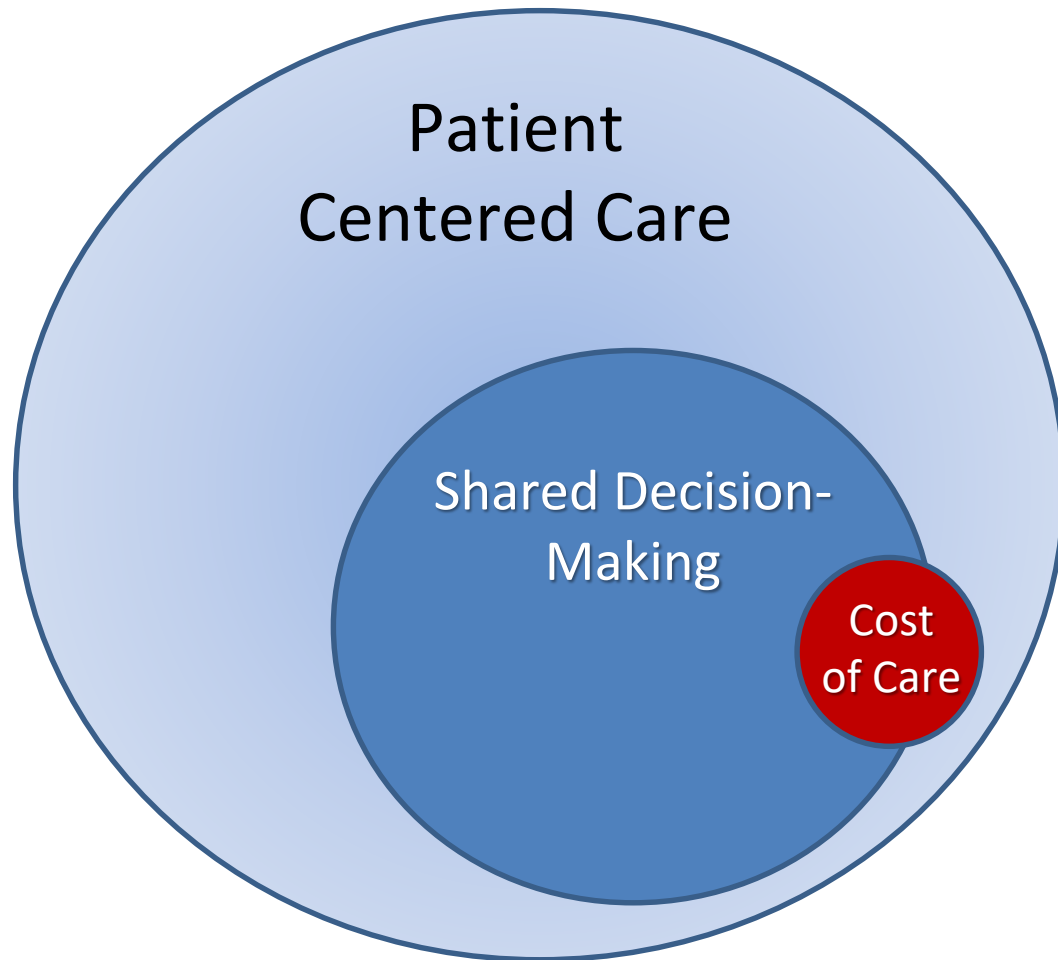 Patient
Centered Care
Shared Decision-
Making
Cost
of Care